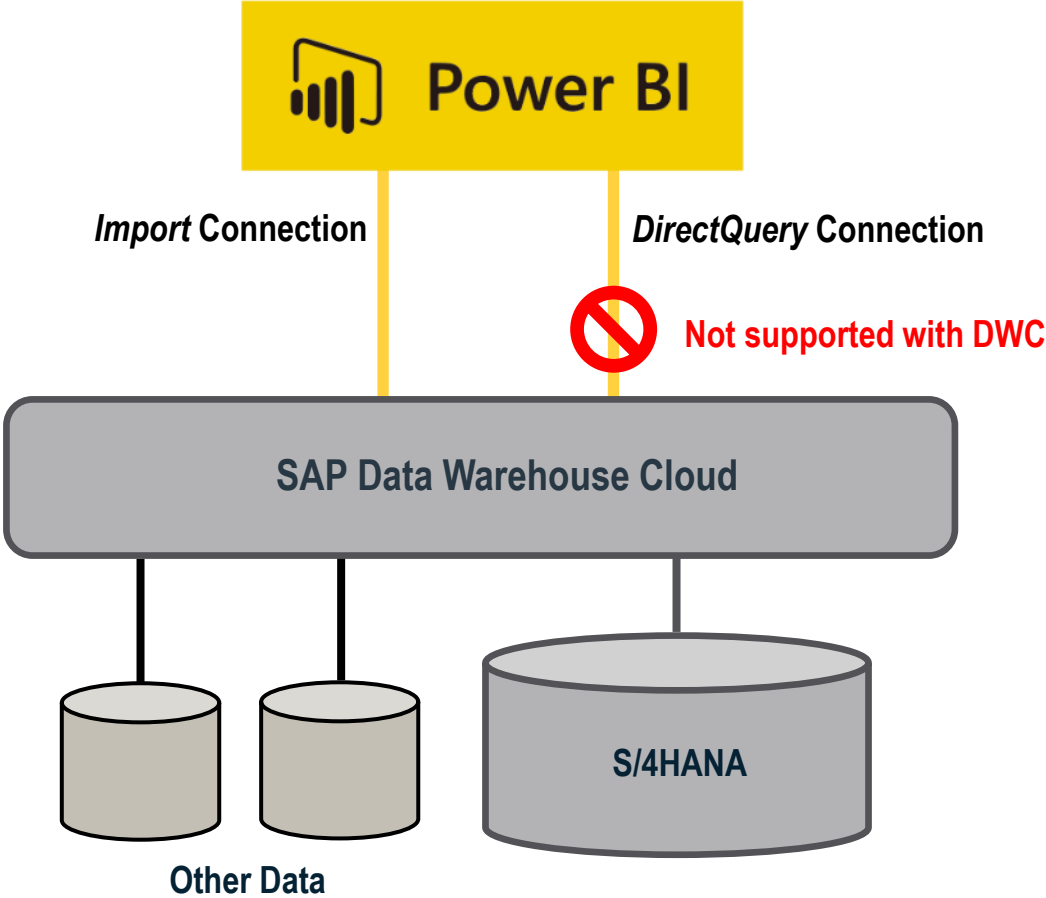 Power BI
Import Connection
DirectQuery Connection
Not supported with DWC
SAP Data Warehouse Cloud
S/4HANA
Other Data